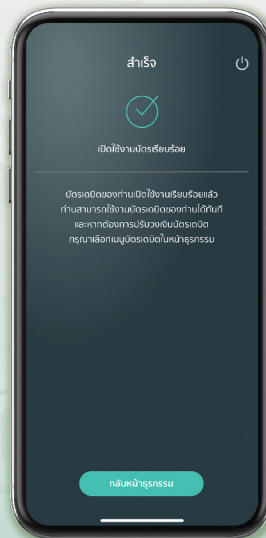 สำเร็จ
เปิดใช้งานบัตรเรียบร้อย
บัตรเดบิตของท่านเปิดใช้งานเรียบร้อยแล้ว
ท่านสามารถใช้งานบัตรเดบิตของท่านได้ทันที
และหากต้องการปรับวงเงินบัตรเดบิต
กรุณาเลือกเมนูบัตรเดบิตในหน้าธุรกรรม
กลับหน้าธุรกรรม